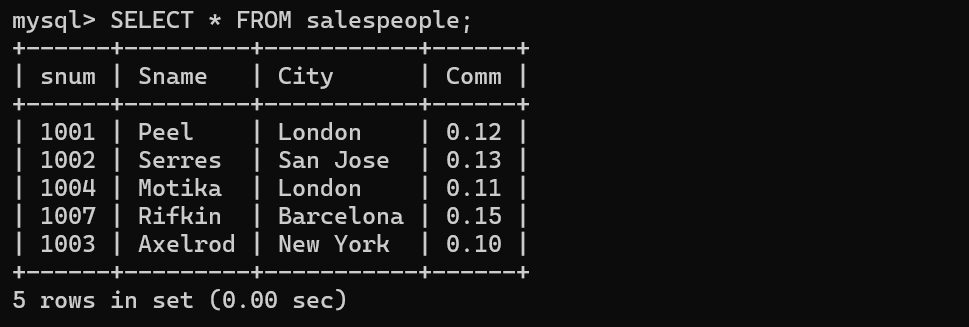 mysql> SELECT * FROM salespeople;
+------+---------+-----------+------+
| snum | Sname   | City      | Comm |
+------+---------+-----------+------+
| 1001 | Peel    | London    | 0.12 |
| 1002 | Serres  | San Jose  | 0.13 |
| 1004 | Motika  | London    | 0.11 |
| 1007 | Rifkin  | Barcelona | 0.15 |
| 1003 | Axelrod | New York  | 0.10 |
+------+---------+-----------+------+
5 rows in set (0.00 sec)